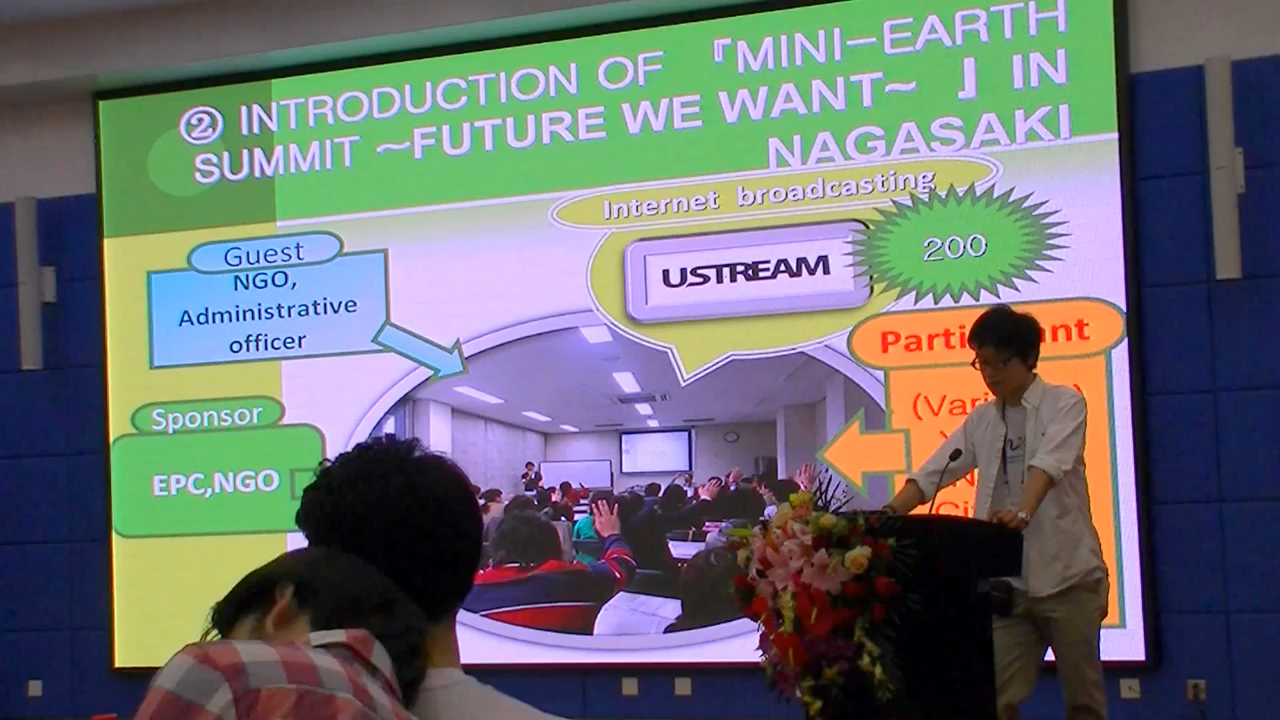 ② INTRODUCTION OF 『MINI-EARTH
SUMMIT ~FUTURE WE WANT~ 』 IN
NAGASAKI
Internet broadcasting
USTREAM
200
Guest
NGO,
Administrative
officer
Sponsor
EPC,NGO